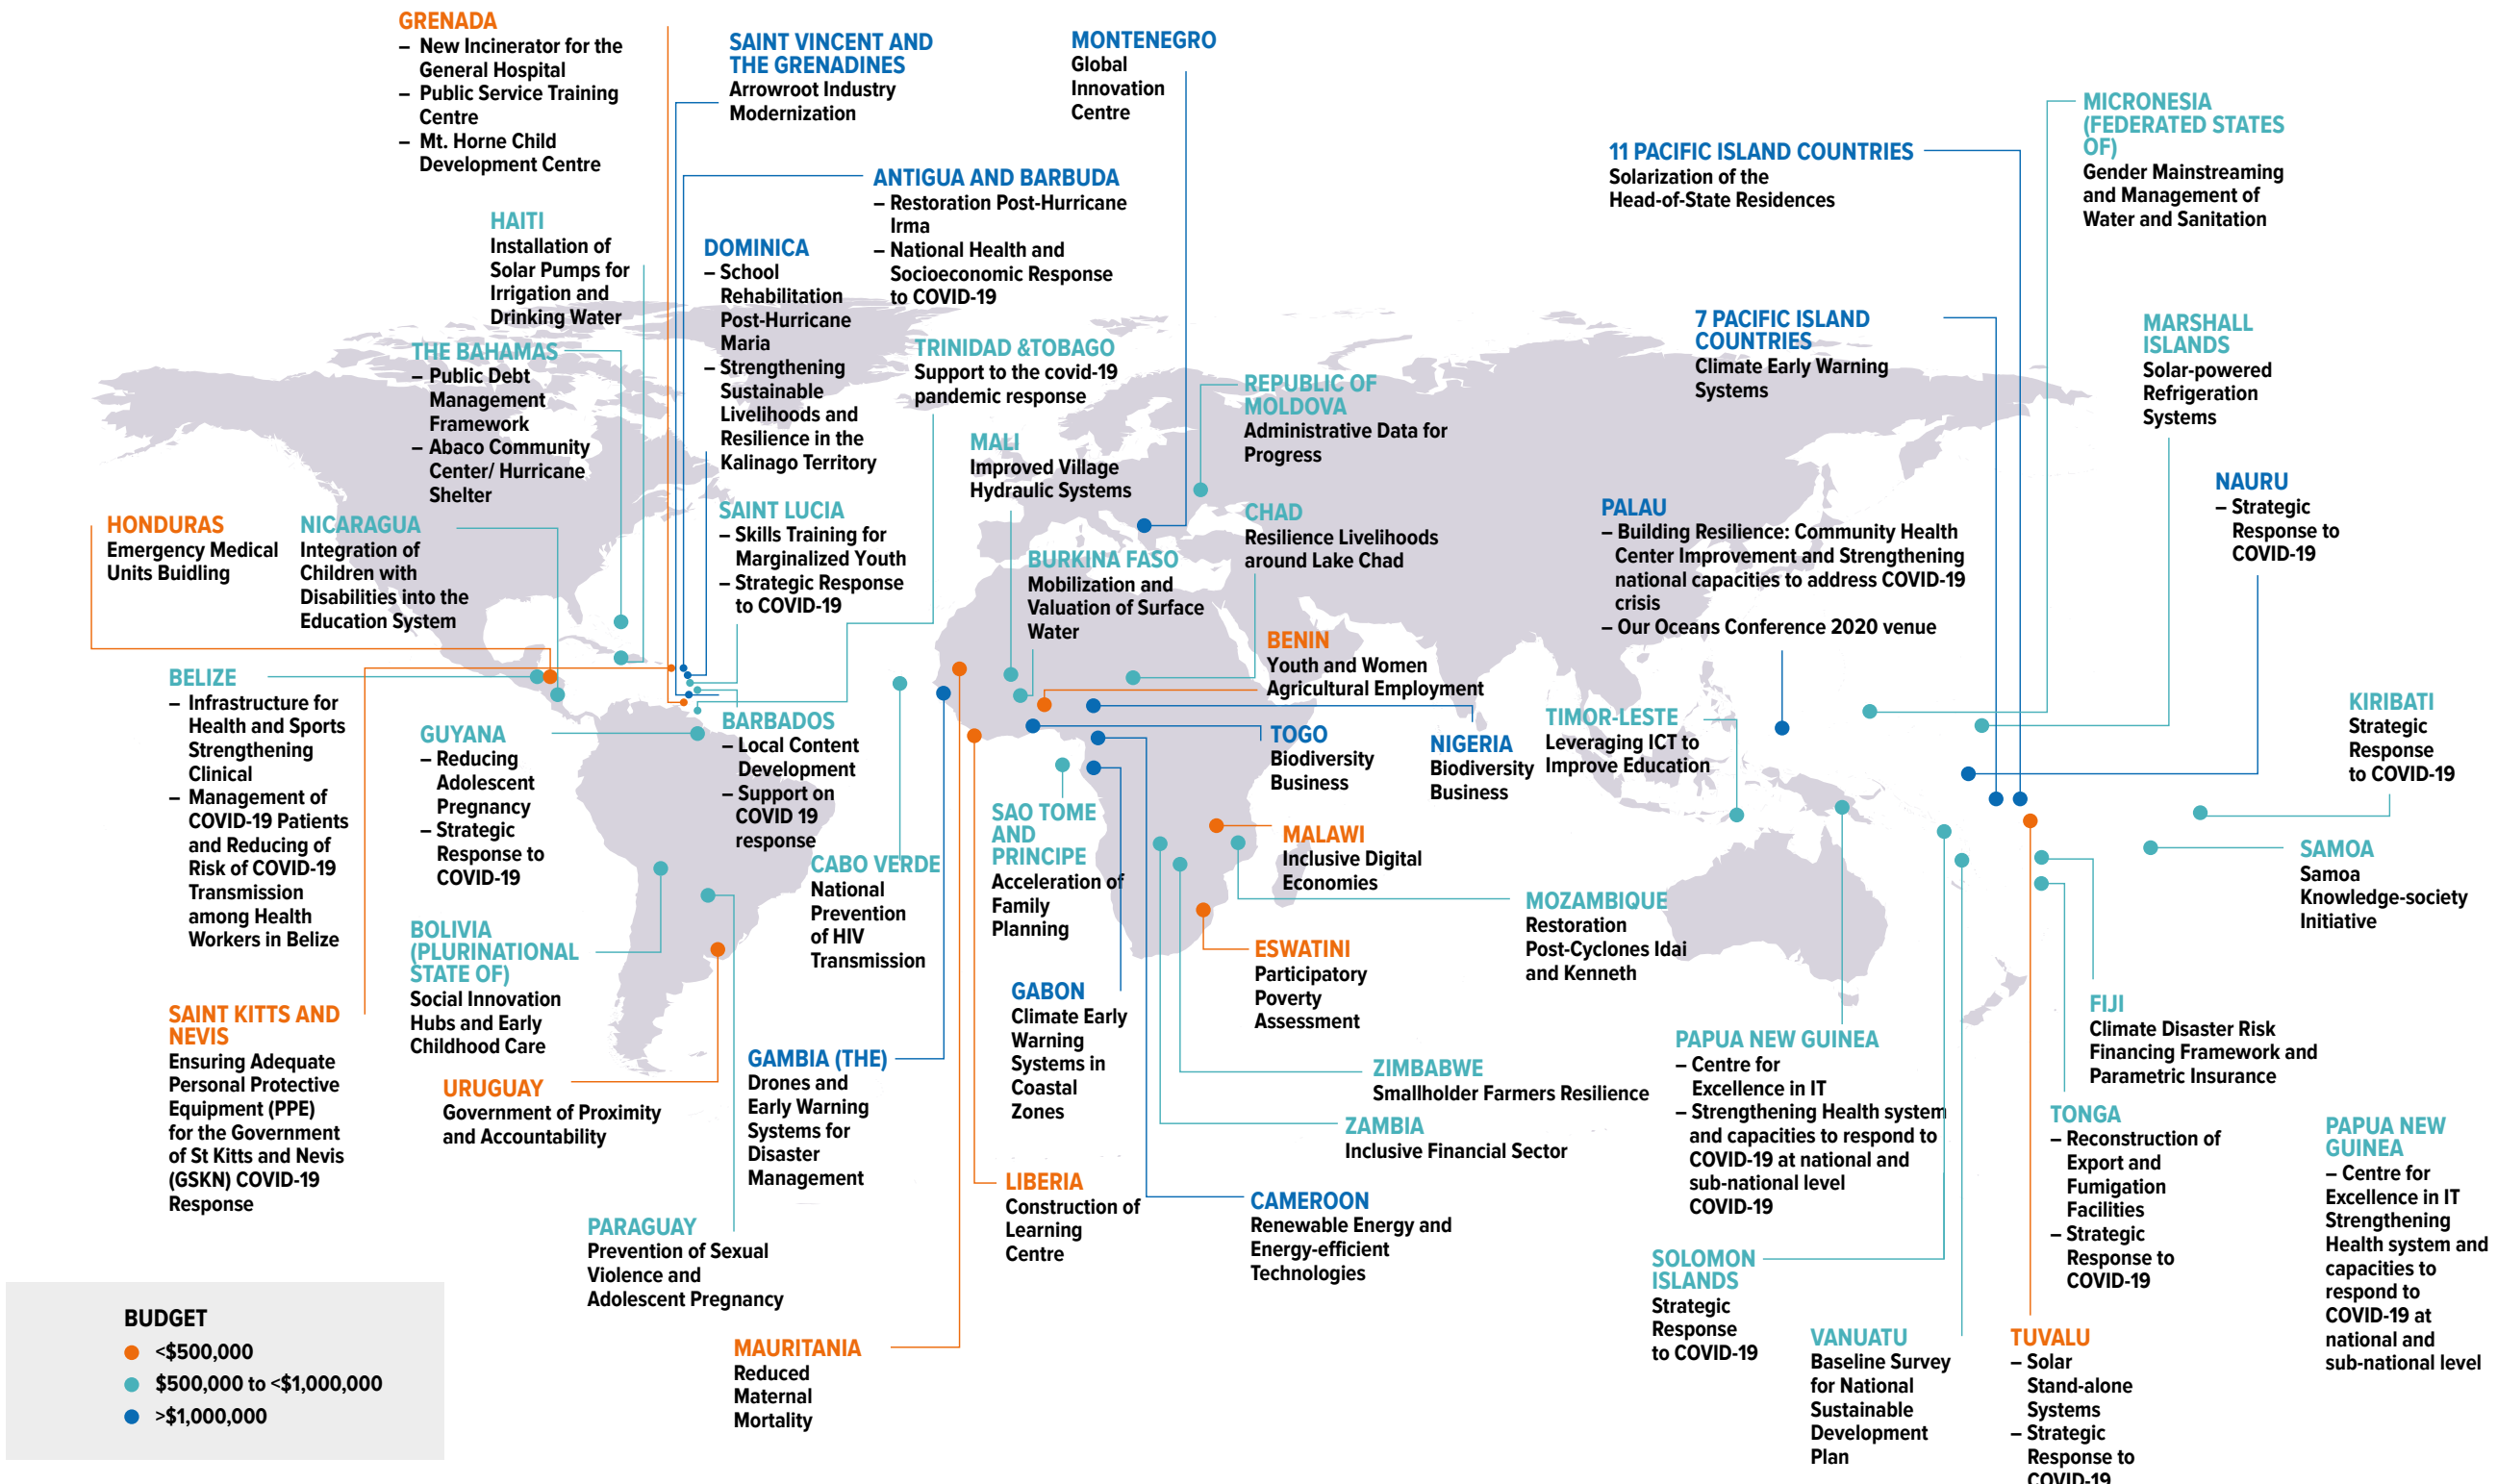 GRENADA
– New Incinerator for the
General Hospital
– Public Service Training
Centre
– Mt. Horne Child
Development Centre
SAINT VINCENT AND
THE GRENADINES
Arrowroot Industry
Modernization
MONTENEGRO
Global
Innovation
Centre
MICRONESIA
(FEDERATED STATES
OF)
Gender Mainstreaming
and Management of
Water and Sanitation
11 PACIFIC ISLAND COUNTRIES
Solarization of the
Head-of-State Residences
ANTIGUA AND BARBUDA
– Restoration Post-Hurricane
Irma
– National Health and
Socioeconomic Response
to COVID-19
HAITI
Installation of
Solar Pumps for
Irrigation and
Drinking Water
DOMINICA
– School
Rehabilitation
Post-Hurricane
Maria
– Strengthening
Sustainable
Livelihoods and
Resilience in the
Kalinago Territory
7 PACIFIC ISLAND
COUNTRIES
Climate Early Warning
Systems
MARSHALL
ISLANDS
Solar-powered
Refrigeration
Systems
THE BAHAMAS
– Public Debt
Management
Framework
– Abaco Community
Center/ Hurricane
Shelter
TRINIDAD &TOBAGO
Support to the covid-19
pandemic response
REPUBLIC OF
MOLDOVA
Administrative Data for
Progress
MALI
Improved Village
Hydraulic Systems
NAURU
– Strategic
Response to
COVID-19
PALAU
– Building Resilience: Community Health
Center Improvement and Strengthening
national capacities to address COVID-19
crisis
– Our Oceans Conference 2020 venue
SAINT LUCIA
– Skills Training for
Marginalized Youth
– Strategic Response
to COVID-19
CHAD
Resilience Livelihoods
around Lake Chad
HONDURAS
Emergency Medical
Units Buidling
NICARAGUA
Integration of
Children with
Disabilities into the
Education System
BURKINA FASO
Mobilization and
Valuation of Surface
Water
BENIN
Youth and Women
Agricultural Employment
BELIZE
– Infrastructure for
Health and Sports
Strengthening
Clinical
– Management of
COVID-19 Patients
and Reducing of
Risk of COVID-19
Transmission
among Health
Workers in Belize
GUYANA
– Reducing
Adolescent
Pregnancy
– Strategic
Response to
COVID-19
BARBADOS
– Local Content
Development
– Support on
COVID 19
response
TOGO
Biodiversity
Business
NIGERIA
Biodiversity
Business
TIMOR-LESTE
Leveraging ICT to
Improve Education
KIRIBATI
Strategic
Response
to COVID-19
SAO TOME
AND
PRINCIPE
Acceleration of
Family
Planning
MALAWI
Inclusive Digital
Economies
SAMOA
Samoa
Knowledge-society
Initiative
CABO VERDE
National
Prevention
of HIV
Transmission
MOZAMBIQUE
Restoration
Post-Cyclones Idai
and Kenneth
BOLIVIA
(PLURINATIONAL
STATE OF)
Social Innovation
Hubs and Early
Childhood Care
ESWATINI
Participatory
Poverty
Assessment
GABON
Climate Early
Warning
Systems in
Coastal
Zones
SAINT KITTS AND
NEVIS
Ensuring Adequate
Personal Protective
Equipment (PPE)
for the Government
of St Kitts and Nevis
(GSKN) COVID-19
Response
FIJI
Climate Disaster Risk
Financing Framework and
Parametric Insurance
PAPUA NEW GUINEA
– Centre for
Excellence in IT
– Strengthening Health system
and capacities to respond to
COVID-19 at national and
sub-national level
COVID-19
GAMBIA (THE)
Drones and
Early Warning
Systems for
Disaster
Management
ZIMBABWE
Smallholder Farmers Resilience
URUGUAY
Government of Proximity
and Accountability
ZAMBIA
Inclusive Financial Sector
TONGA
– Reconstruction of
Export and
Fumigation
Facilities
– Strategic
Response to
COVID-19
PAPUA NEW
GUINEA
– Centre for
Excellence in IT
Strengthening
Health system and
capacities to
respond to
COVID-19 at
national and
sub-national level
LIBERIA
Construction of
Learning
Centre
CAMEROON
Renewable Energy and
Energy-efficient
Technologies
PARAGUAY
Prevention of Sexual
Violence and
Adolescent Pregnancy
SOLOMON
ISLANDS
Strategic
Response
to COVID-19
MAURITANIA
Reduced
Maternal
Mortality
VANUATU
Baseline Survey
for National
Sustainable
Development
Plan
TUVALU
– Solar
Stand-alone
Systems
– Strategic
Response to
COVID-19
BUDGET
<$500,000
$500,000 to <$1,000,000
>$1,000,000